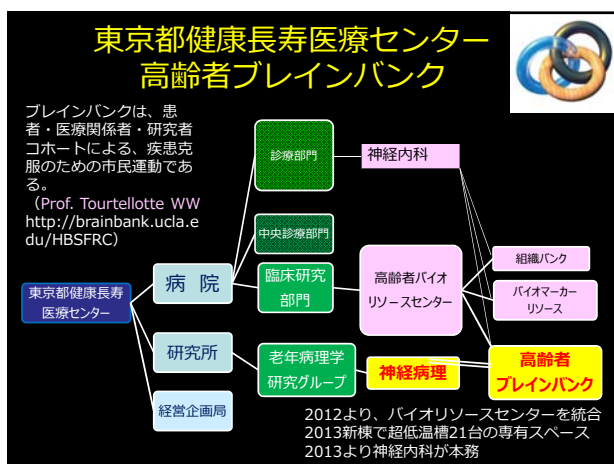 東京都健康長寿医療センター
高齢者ブレインバンク
ブレインバンクは、患
者・医療関係者・研究者
コホートによる、疾患克
服のための市民運動であ
る。
（Prof. Tourtellotte WW
http://brainbank.ucla.e
du/HBSFRC）
診療部門
神経内科
中央診療部門
病 院
臨床研究
部門
高齢者バイオ
リソースセンター
組織バンク
バイオマーカー
リソース
東京都健康長寿
医療センター
研究所
老年病理学
研究グループ
神経病理
高齢者
ブレインバンク
経営企画局
2012より、バイオリソースセンターを統合
2013新棟で超低温槽21台の専有スペース
2013より神経内科が本務